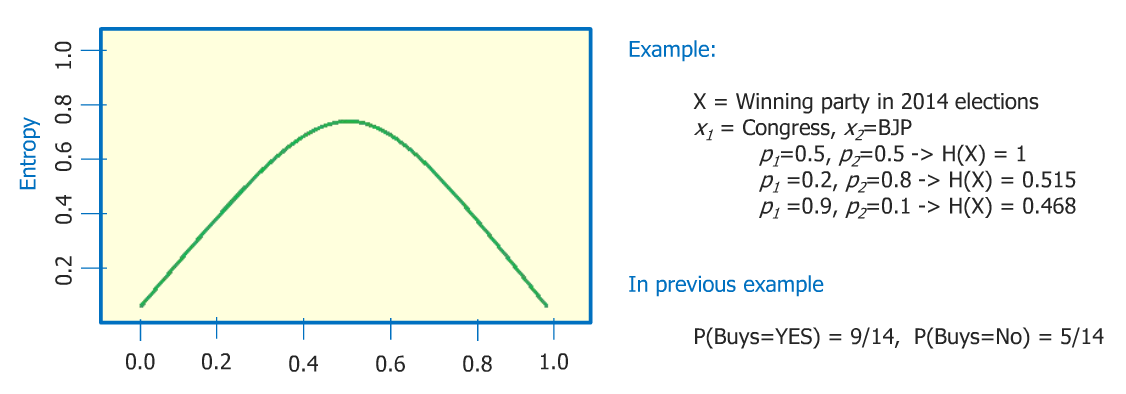 Entropy
1.0
0.8
0.6
0.4
0.2
0.0 0.2 0.4 0.6 0.8 1.0
Example:
X = Winning party in 2014 elections
x1 = Congress, x2=BJP
p1=0.5, p2=0.5 -> H(X) = 1
p1 =0.2, p2=0.8 -> H(X) = 0.515
p1 =0.9, p2=0.1 -> H(X) = 0.468
In previous example
P(Buys=YES) = 9/14, P(Buys=No) = 5/14